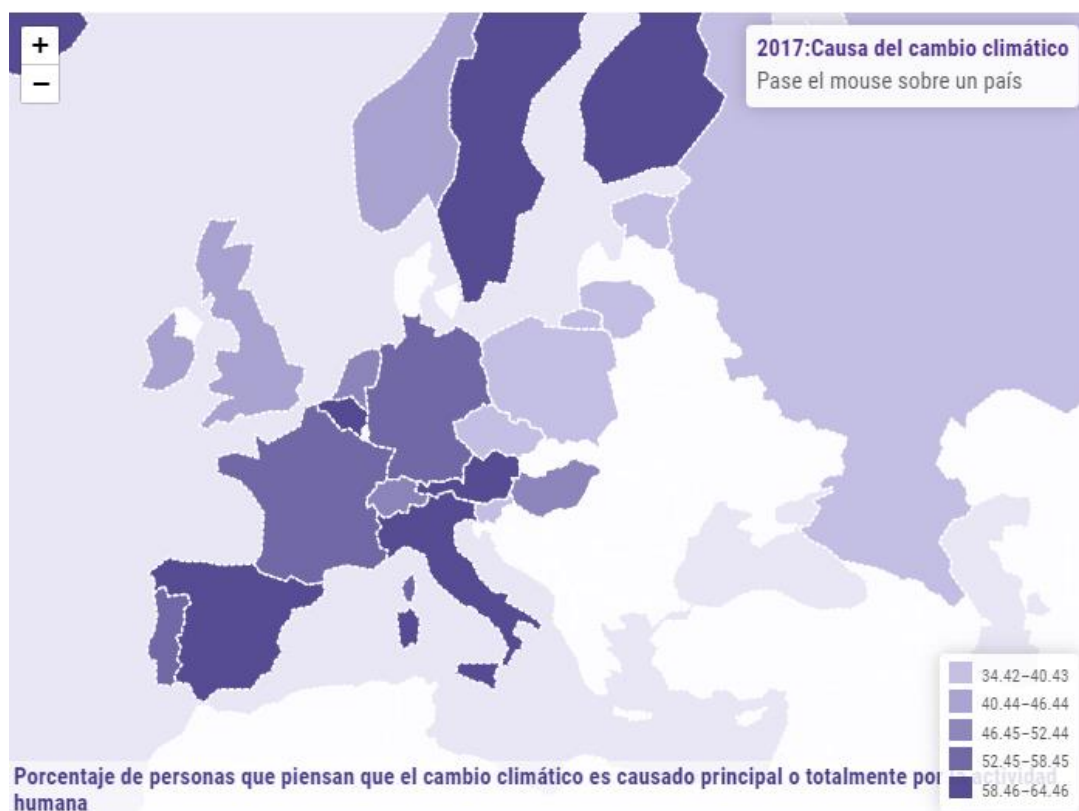 +
−
2017:Causa del cambio climático
Pase el mouse sobre un país
34.42–40.43
40.44–46.44
46.45–52.44
52.45–58.45
58.46–64.46
Porcentaje de personas que piensan que el cambio climático es causado principal o totalmente por la actividad
humana